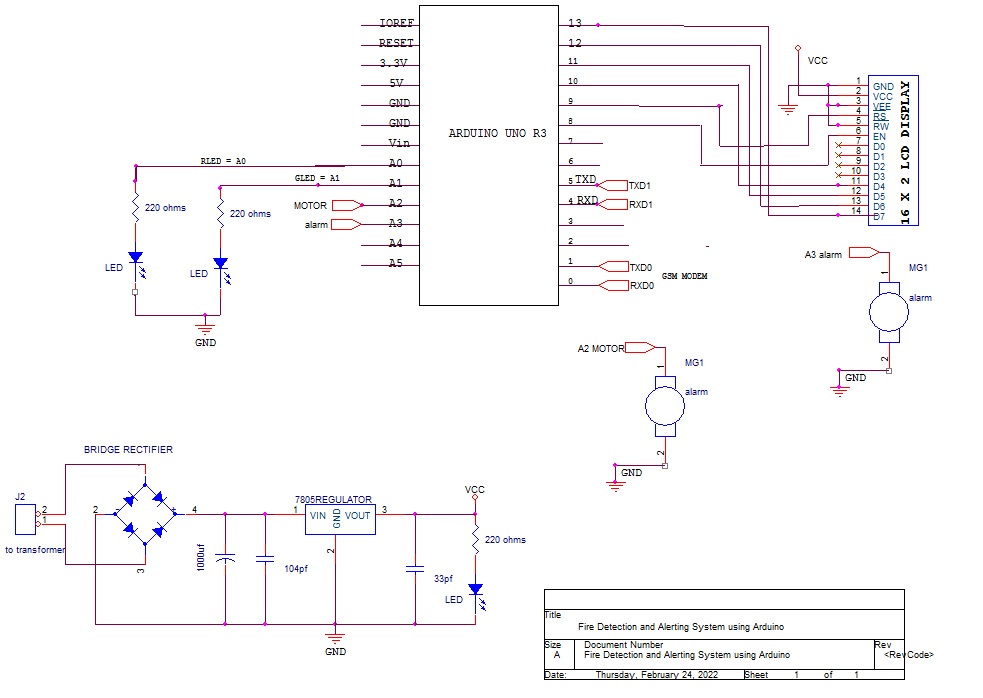 IOREF
RESET
3.3V
5V
GND
GND
Vin
A0
A1
A2
A3
A4
A5
ARDUINO UNO R3
13
12
11
10
9
8
7
6
5 TXD
4 RXD
3
2
1
0
TXD1
RXD1
TXD0
RXD0
GSM MODEM
RLED = A0
GLED = A1
MOTOR
alarm
220 ohms
220 ohms
LED
LED
GND
VCC
1 GND
2 VCC
3 VEE
4 RS
5 RW
6 EN
7 D0
8 D1
9 D2
10 D3
11 D4
12 D5
13 D6
14 D7
16 X 2 LCD DISPLAY
A3 alarm
1
MG1
alarm
2
GND
A2 MOTOR
1
MG1
alarm
2
GND
BRIDGE RECTIFIER
J2
2
1
to transformer
2
-
+
4
3
1000uf
104pf
7805REGULATOR
1
VIN
GND
VOUT
3
2
33pf
VCC
220 ohms
LED
GND
Title
Fire Detection and Alerting System using Arduino
Size
A
Document Number
Fire Detection and Alerting System using Arduino
Rev
<RevCode>
Date: Thursday, February 24, 2022 Sheet 1 of 1